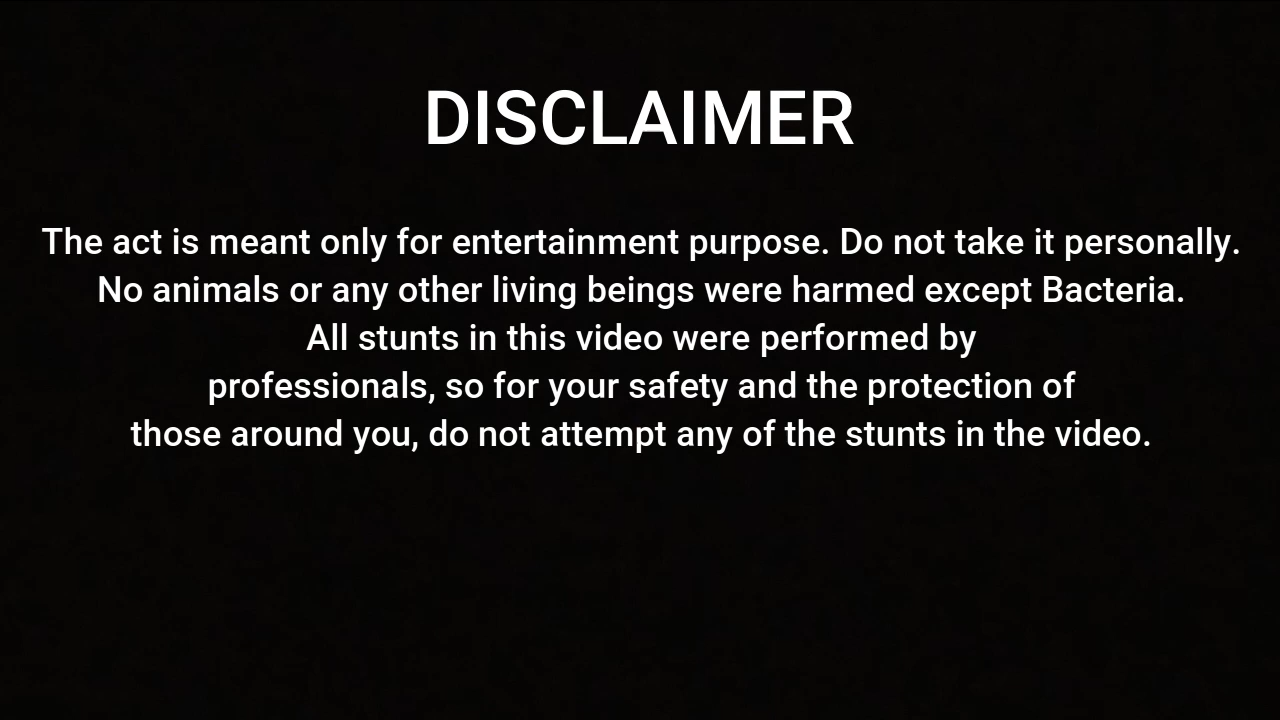 DISCLAIMER
The act is meant only for entertainment purpose. Do not take it personally.
No animals or any other living beings were harmed except Bacteria.
All stunts in this video were performed by
professionals, so for your safety and the protection of
those around you, do not attempt any of the stunts in the video.